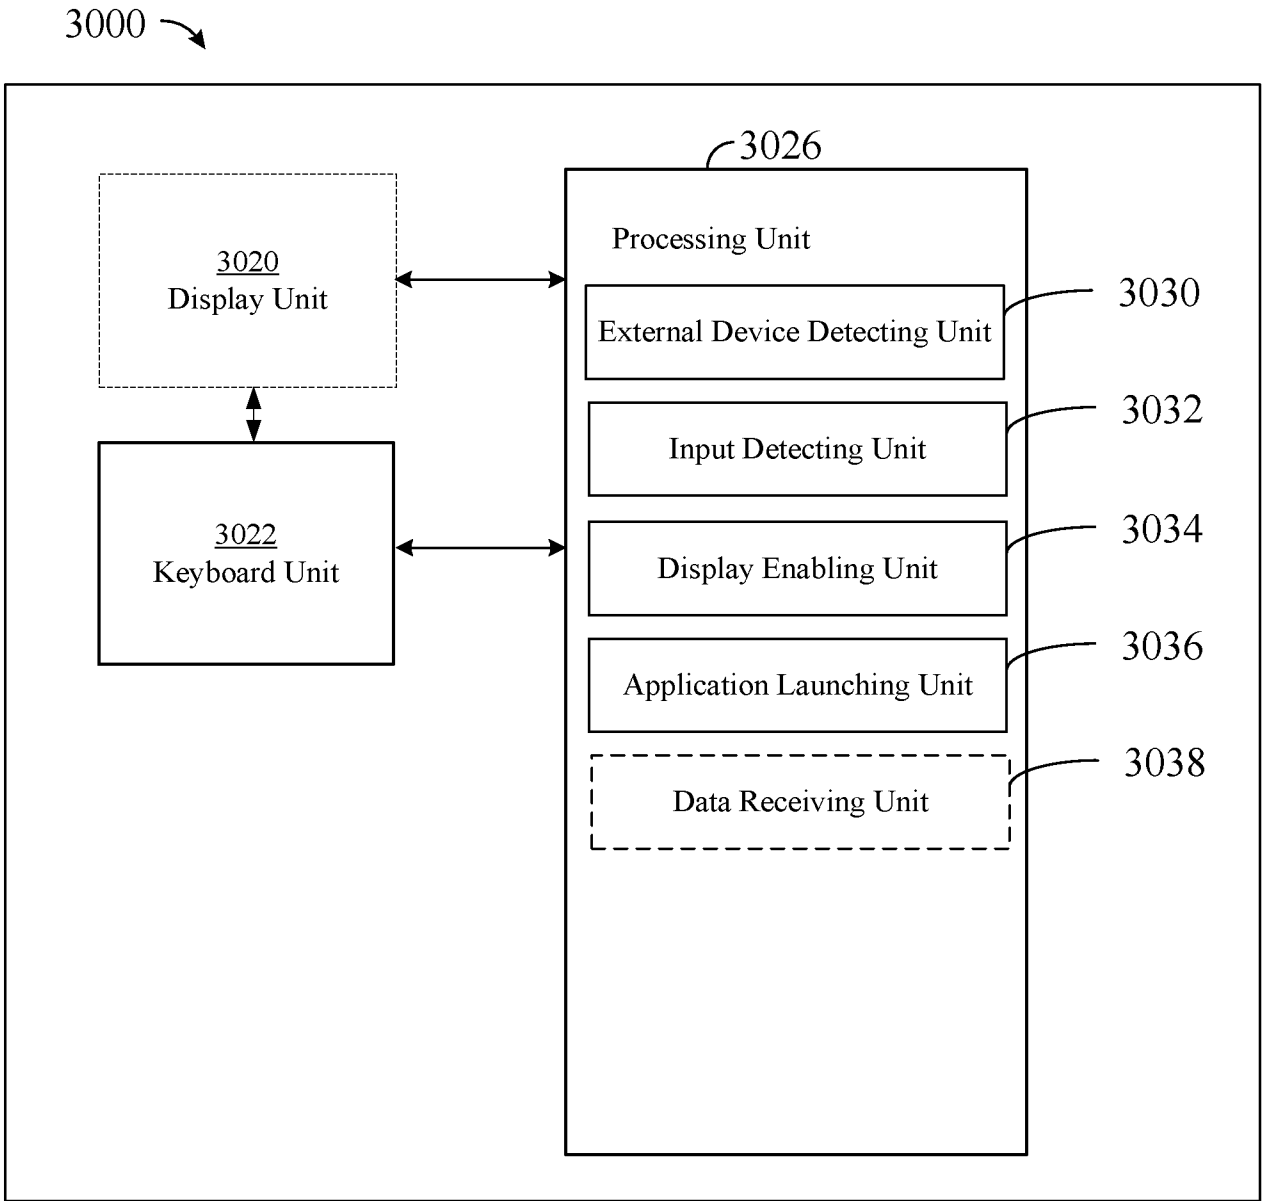 3000
3026
Processing Unit
3020
Display Unit
3030
External Device Detecting Unit
3032
Input Detecting Unit
3022
Keyboard Unit
3034
Display Enabling Unit
3036
Application Launching Unit
3038
Data Receiving Unit